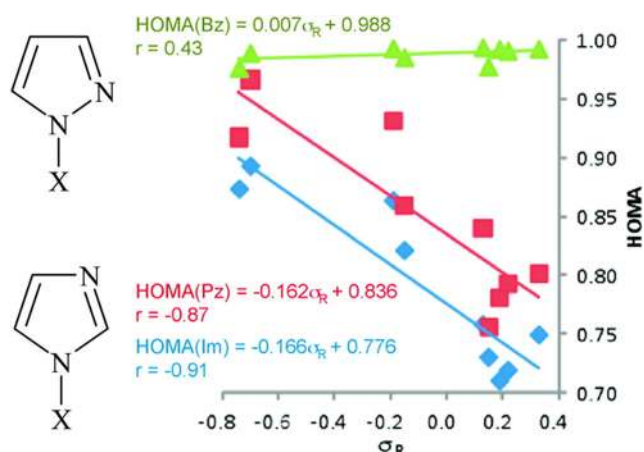 HOMA(Bz) = 0.007σR + 0.988
r = 0.43
N
N
X
HOMA(Pz) = -0.162σR + 0.836
r = -0.87
HOMA(Im) = -0.166σR + 0.776
r = -0.91
N
N
X
1.00
0.95
0.90
0.85
0.80
0.75
0.70
HOMA
-0.8 -0.6 -0.4 -0.2 0.0 0.2 0.4
σR